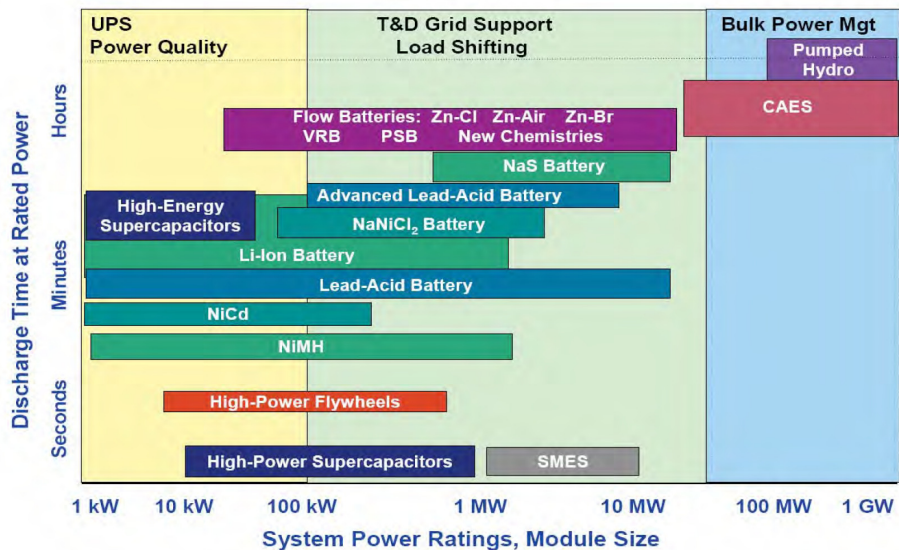 UPS
Power Quality
T&D Grid Support
Load Shifting
Bulk Power Mgt
Pumped
Hydro
CAES
Flow Batteries: Zn-Cl Zn-Air Zn-Br
VRB PSB New Chemistries
NaS Battery
Advanced Lead-Acid Battery
High-Energy
Supercapacitors
NaNiCl₂ Battery
Li-Ion Battery
Lead-Acid Battery
NiCd
NiMH
High-Power Flywheels
High-Power Supercapacitors
SMES
Discharge Time at Rated Power
Hours
Minutes
Seconds
1 kW 10 kW 100 kW 1 MW 10 MW 100 MW 1 GW
System Power Ratings, Module Size